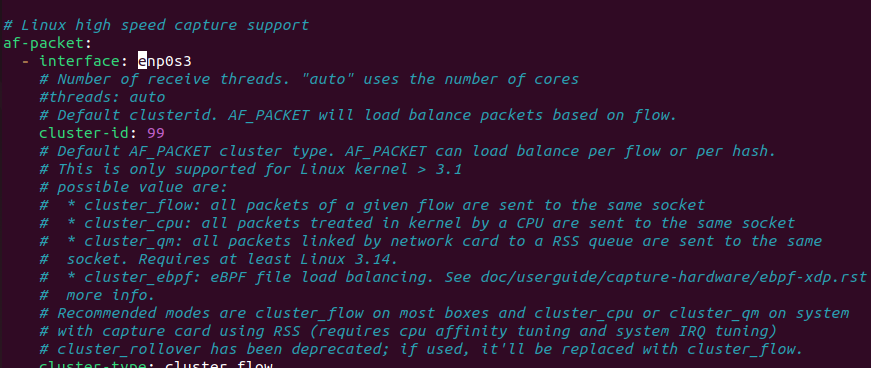 # Linux high speed capture support
af-packet:
- interface: enp0s3
# Number of receive threads. "auto" uses the number of cores
#threads: auto
# Default clusterid. AF_PACKET will load balance packets based on flow.
cluster-id: 99
# Default AF_PACKET cluster type. AF_PACKET can load balance per flow or per hash.
# This is only supported for Linux kernel > 3.1
# possible value are:
#  * cluster_flow: all packets of a given flow are sent to the same socket
#  * cluster_cpu: all packets treated in kernel by a CPU are sent to the same socket
#  * cluster_qm: all packets linked by network card to a RSS queue are sent to the same
#  socket. Requires at least Linux 3.14.
#  * cluster_ebpf: eBPF file load balancing. See doc/userguide/capture-hardware/ebpf-xdp.rst
#  more info.
# Recommended modes are cluster_flow on most boxes and cluster_cpu or cluster_qm on system
# with capture card using RSS (requires cpu affinity tuning and system IRQ tuning)
# cluster_rollover has been deprecated; if used, it'll be replaced with cluster_flow.
cluster-type: cluster_flow